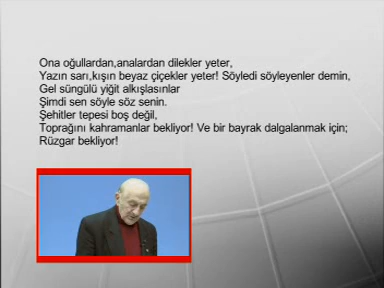 Ona oğullardan,analardan dilekler yeter,
Yazın sarı,kışın beyaz çiçekler yeter! Söyledi söyleyenler demin,
Gel süngülü yiğit alkışlasınlar
Şimdi sen söyle söz senin.
Şehitler tepesi boş değil,
Toprağını kahramanlar bekliyor! Ve bir bayrak dalgalanmak için;
Rüzgar bekliyor!